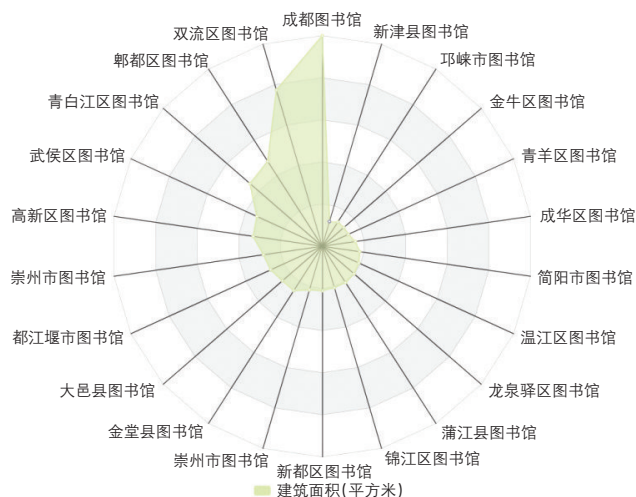 成都图书馆
新津县图书馆
邛崃市图书馆
金牛区图书馆
青羊区图书馆
成华区图书馆
简阳市图书馆
温江区图书馆
龙泉驿区图书馆
蒲江县图书馆
锦江区图书馆
新都区图书馆
崇州市图书馆
金堂县图书馆
大邑县图书馆
都江堰市图书馆
崇州市图书馆
高新区图书馆
武侯区图书馆
青白江区图书馆
郫都区图书馆
双流区图书馆
建筑面积(平方米)